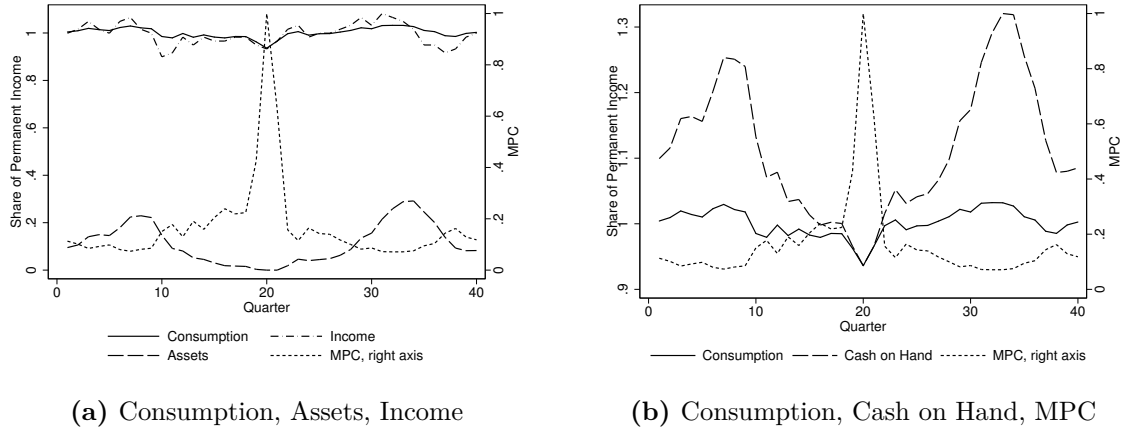 Share of Permanent Income
0 .2 .4 .6 .8 1
MPC
0 .2 .4 .6 .8 1
0 10 20 30 40
Quarter
Consumption Income
Assets MPC, right axis
(a) Consumption, Assets, Income
Share of Permanent Income
.9 1 1.1 1.2 1.3
MPC
0 .2 .4 .6 .8 1
0 10 20 30 40
Quarter
Consumption Cash on Hand MPC, right axis
(b) Consumption, Cash on Hand, MPC